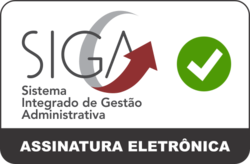 SIGA
Sistema
Integrado de Gestão
Administrativa
ASSINATURA ELETRÔNICA